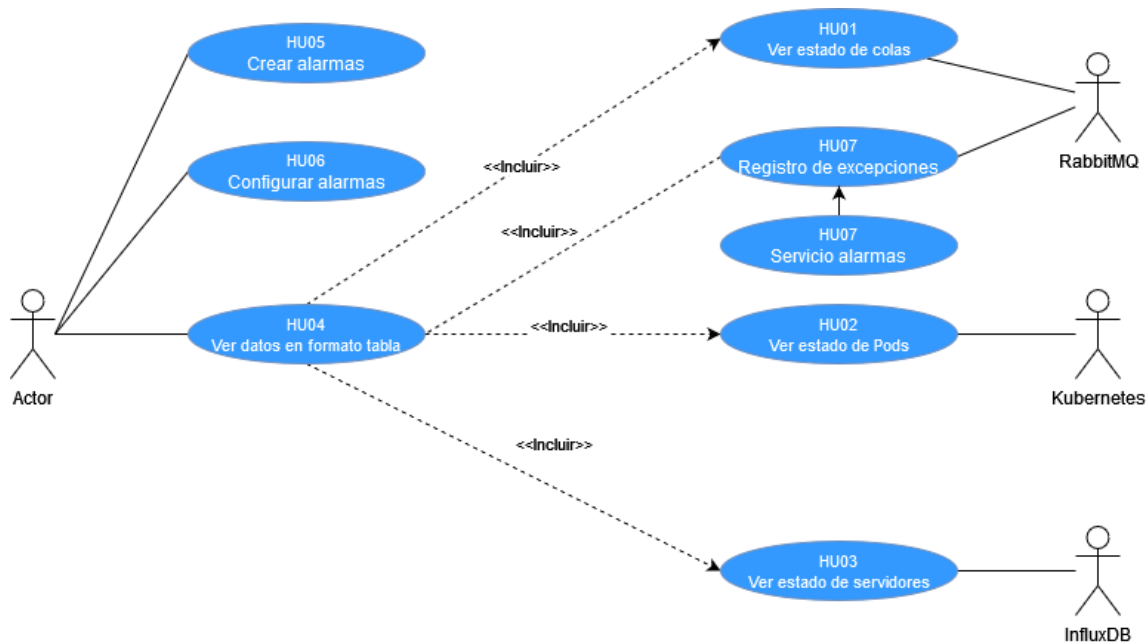 HU05
Crear alarmas
HU01
Ver estado de colas
HU06
Configurar alarmas
<<Incluir>>
HU07
Registro de excepciones
RabbitMQ
<<Incluir>>
HU07
Servicio alarmas
Actor
HU04
Ver datos en formato tabla
<<Incluir>>
HU02
Ver estado de Pods
Kubernetes
<<Incluir>>
HU03
Ver estado de servidores
InfluxDB